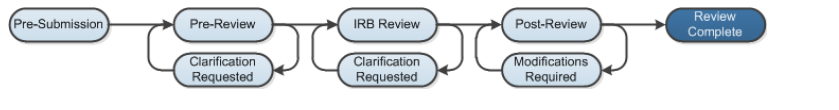 Pre-Submission
Pre-Review
IRB Review
Post-Review
Review
Complete
Clarification
Requested
Clarification
Requested
Modifications
Required